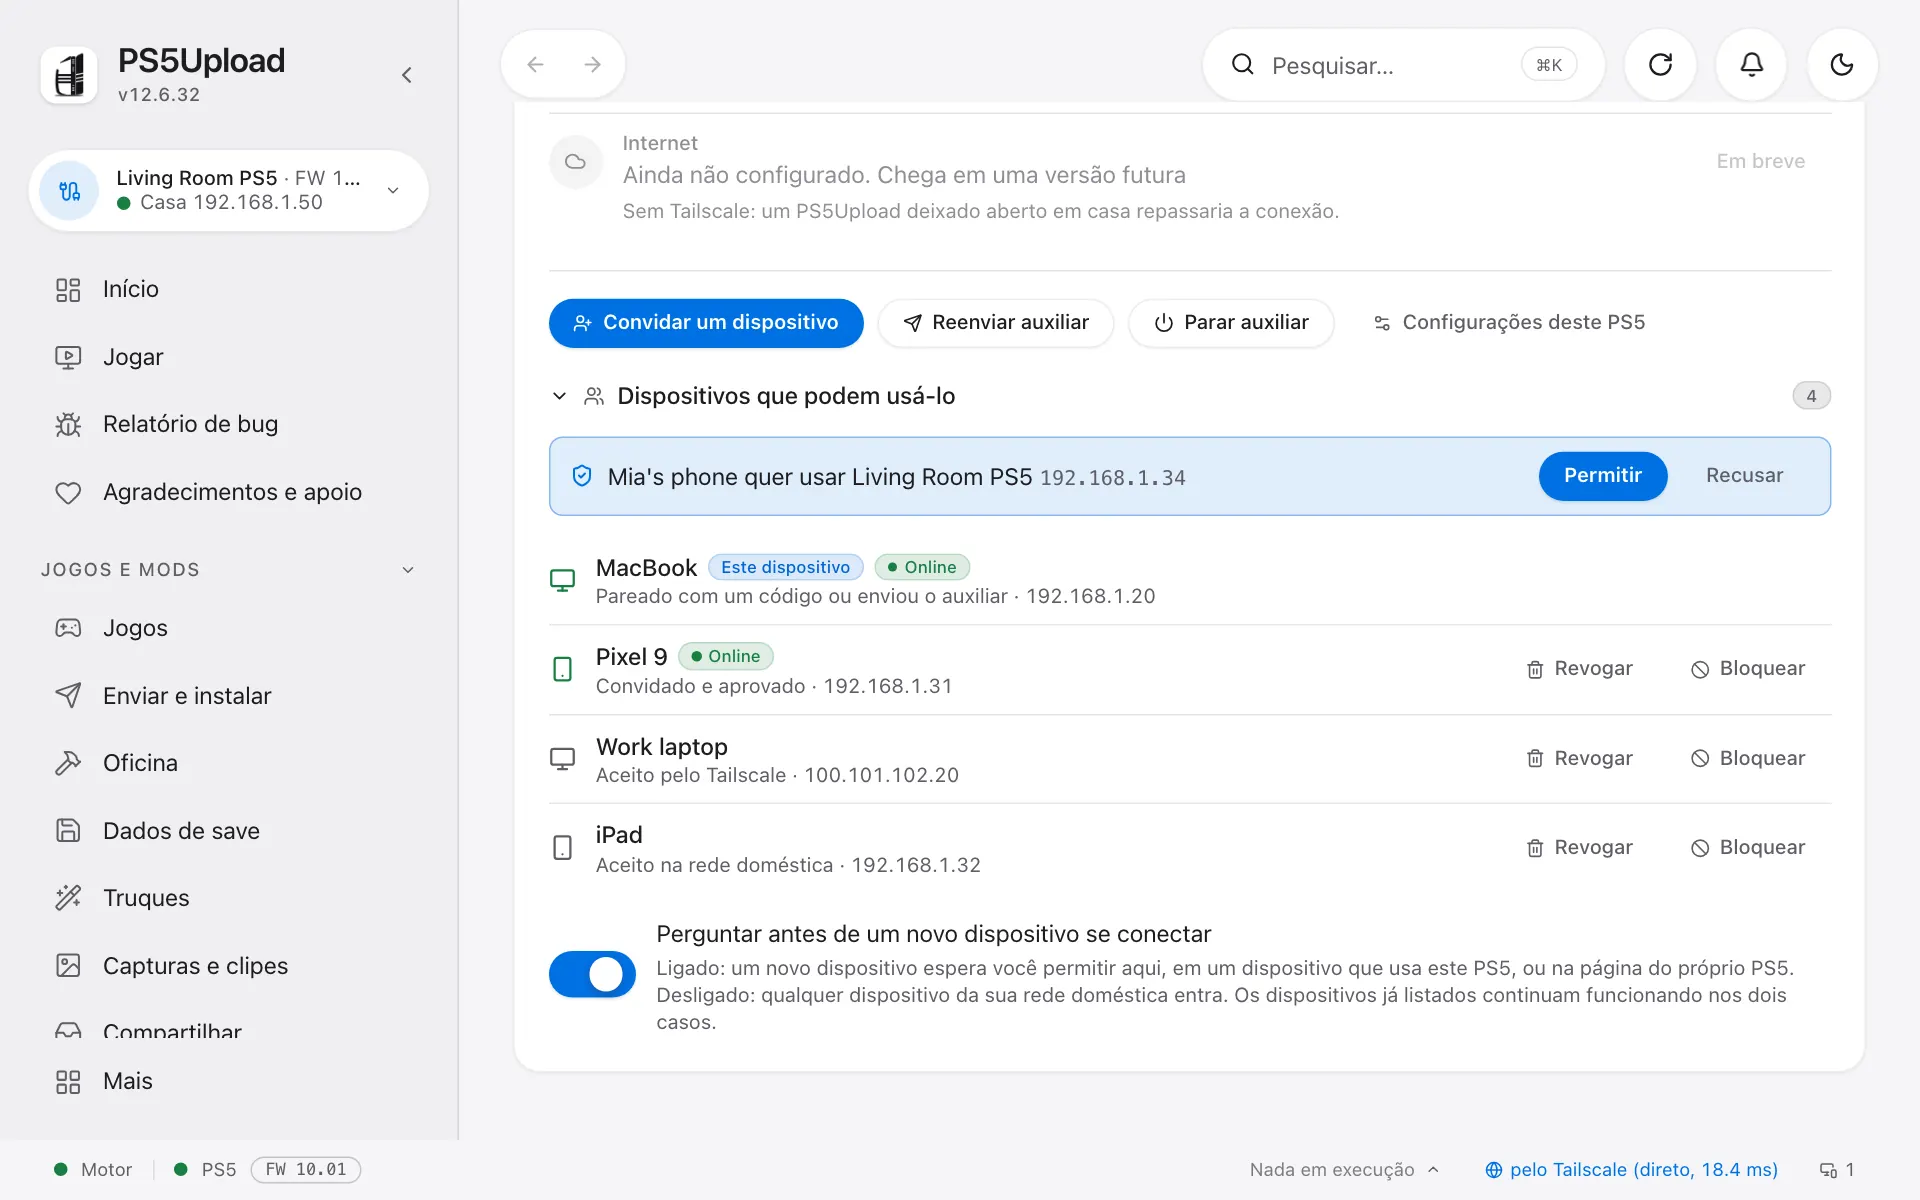 PS5Upload
v12.6.32
Living Room PS5 · FW 1...
Casa 192.168.1.50
Início
Jogar
Relatório de bug
Agradecimentos e apoio
JOGOS E MODS
Jogos
Enviar e instalar
Oficina
Dados de save
Truques
Capturas e clipes
Compartilhar
Mais
Pesquisar...
⌘K
Internet
Ainda não configurado. Chega em uma versão futura
Sem Tailscale: um PS5Upload deixado aberto em casa repassaria a conexão.
Em breve
Convidar um dispositivo
Reenviar auxiliar
Parar auxiliar
Configurações deste PS5
Dispositivos que podem usá-lo
4
Mia's phone quer usar Living Room PS5 192.168.1.34
Permitir
Recusar
MacBook
Este dispositivo
Online
Pareado com um código ou enviou o auxiliar · 192.168.1.20
Pixel 9
Online
Convidado e aprovado · 192.168.1.31
Revogar
Bloquear
Work laptop
Aceito pelo Tailscale · 100.101.102.20
Revogar
Bloquear
iPad
Aceito na rede doméstica · 192.168.1.32
Revogar
Bloquear
Perguntar antes de um novo dispositivo se conectar
Ligado: um novo dispositivo espera você permitir aqui, em um dispositivo que usa este PS5, ou na página do próprio PS5.
Desligado: qualquer dispositivo da sua rede doméstica entra. Os dispositivos já listados continuam funcionando nos dois
casos.
Motor
PS5
FW 10.01
Nada em execução
pelo Tailscale (direto, 18.4 ms)
1